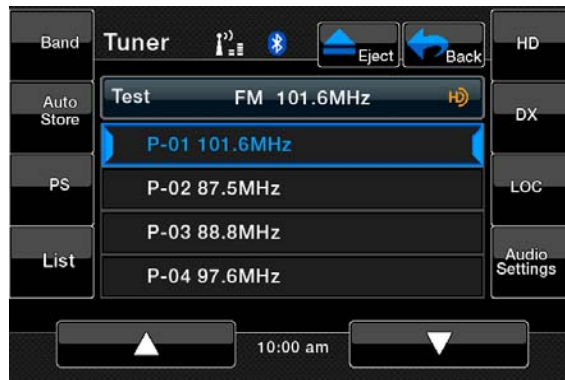 Band
Tuner
Eject
Back
HD
Auto
Store
Test FM 101.6MHz HD
DX
P-01 101.6MHz
PS
P-02 87.5MHz
LOC
P-03 88.8MHz
List
P-04 97.6MHz
Audio
Settings
10:00 am